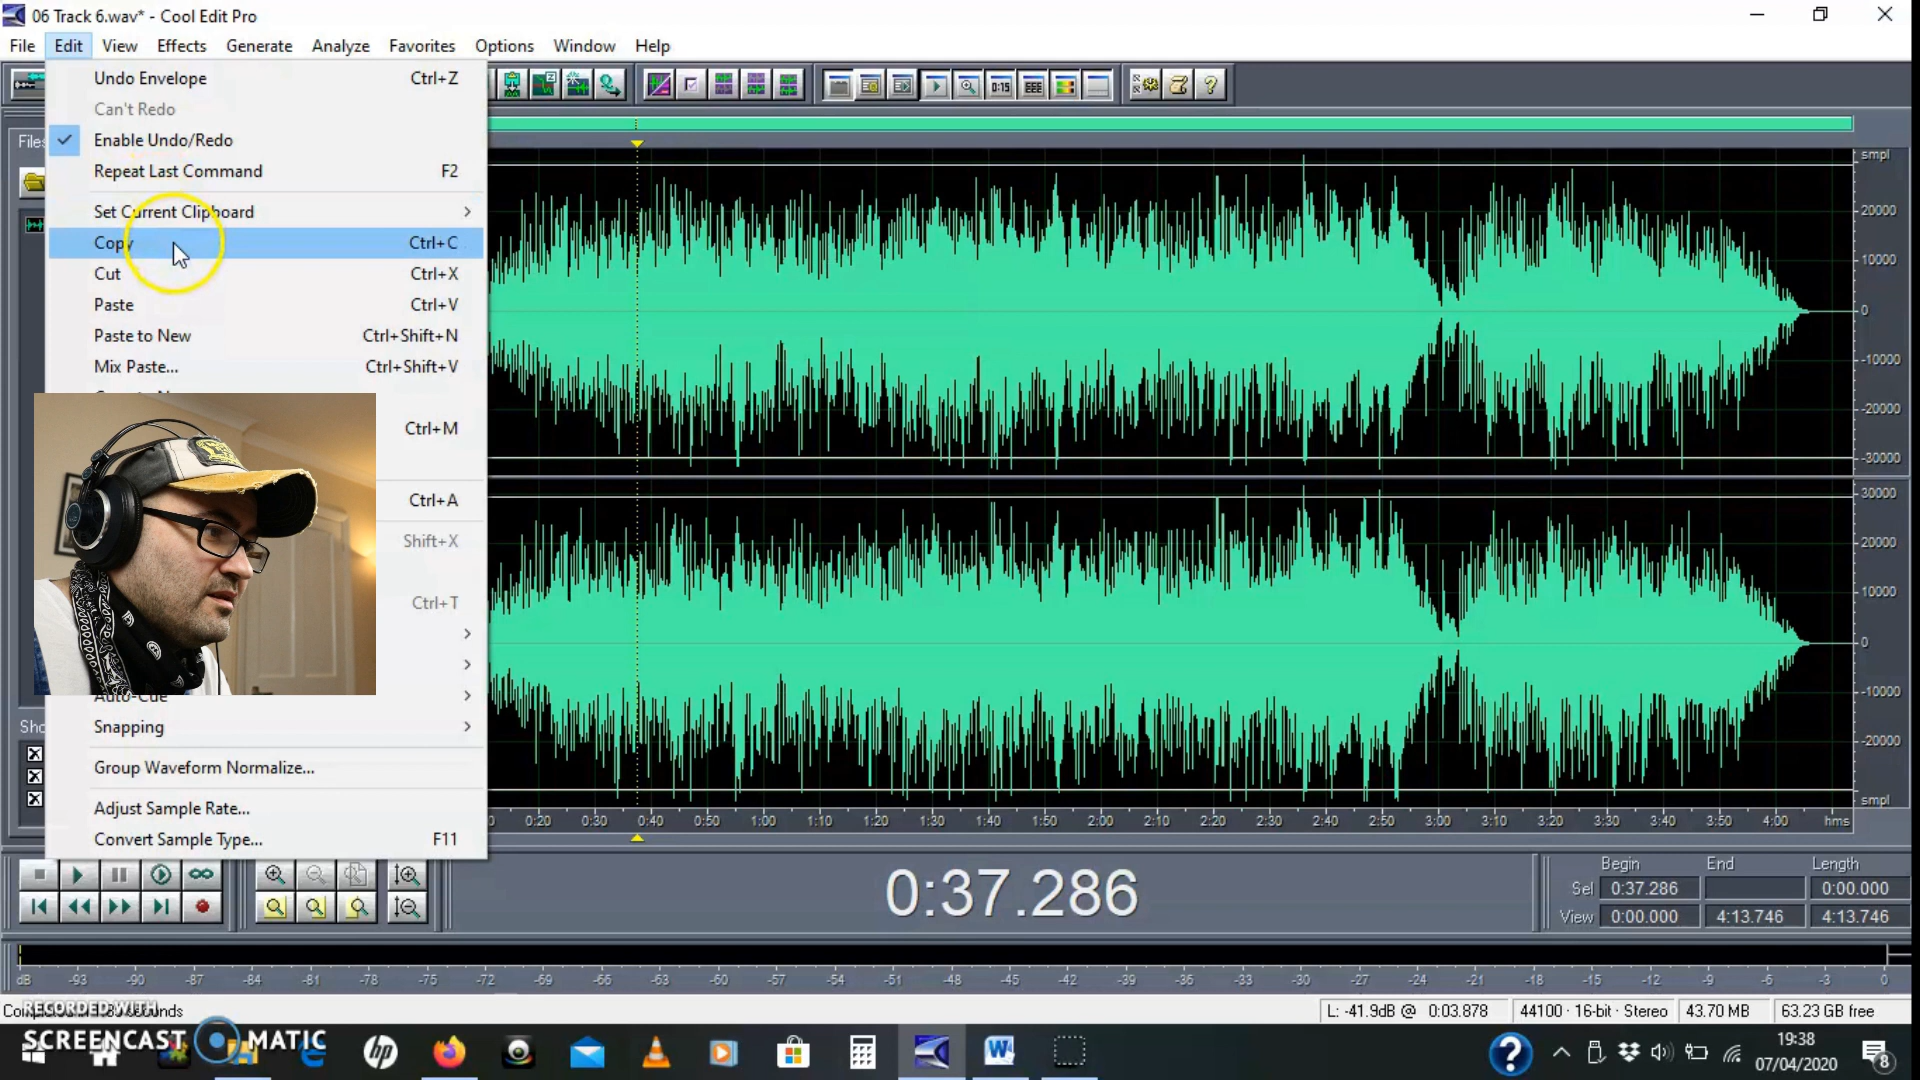 06 Track 6.wav* - Cool Edit Pro
File Edit View Effects Generate Analyze Favorites Options Window Help
Undo Envelope Ctrl+Z
Can't Redo
Enable Undo/Redo
Repeat Last Command F2
Set Current Clipboard
Copy Ctrl+C
Cut Ctrl+X
Paste Ctrl+V
Paste to New Ctrl+Shift+N
Mix Paste... Ctrl+Shift+V
Ctrl+M
Ctrl+A
Shift+X
Ctrl+T
Auto-Cue
Snapping
Group Waveform Normalize...
Adjust Sample Rate...
Convert Sample Type... F11
0:15
smpl
20000
10000
0
-10000
-20000
-30000
30000
20000
10000
0
-10000
-20000
smpl
0:20 0:30 0:40 0:50 1:00 1:10 1:20 1:30 1:40 1:50 2:00 2:10 2:20 2:30 2:40 2:50 3:00 3:10 3:20 3:30 3:40 3:50 4:00 hms
0:37.286
Begin End Length
Sel 0:37.286 0:00.000
View 0:00.000 4:13.746 4:13.746
dB -93 -90 -87 -84 -81 -78 -75 -72 -69 -66 -63 -60 -57 -54 -51 -48 -45 -42 -39 -36 -33 -30 -27 -24 -21 -18 -15 -12 -9 -6 -3 0
L: -41.9dB @ 0:03.878 44100 · 16-bit · Stereo 43.70 MB 63.23 GB free
RECORDED WITH
SCREENCAST MATIC
19:38
07/04/2020
8